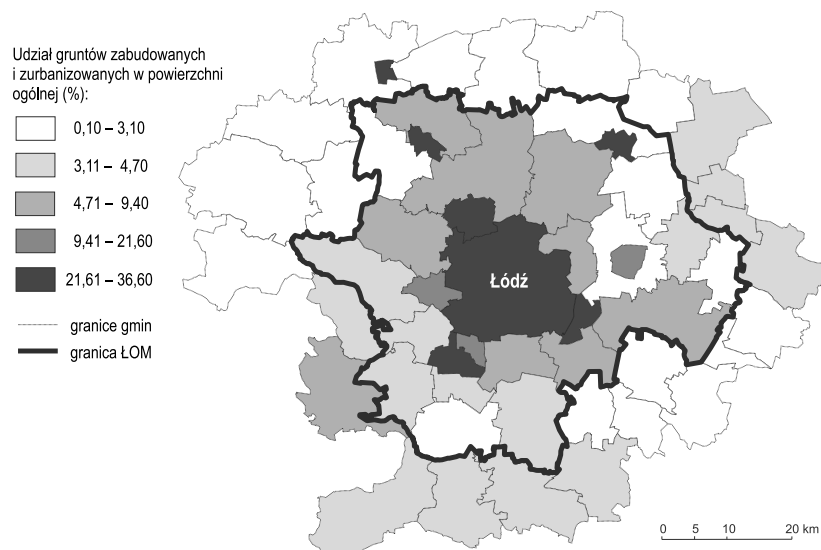 Udział gruntów zabudowanych
i zurbanizowanych w powierzchni
ogólnej (%):
0,10 – 3,10
3,11 – 4,70
4,71 – 9,40
9,41 – 21,60
21,61 – 36,60
granice gmin
granica ŁOM
Łódź
0 5 10 20 km